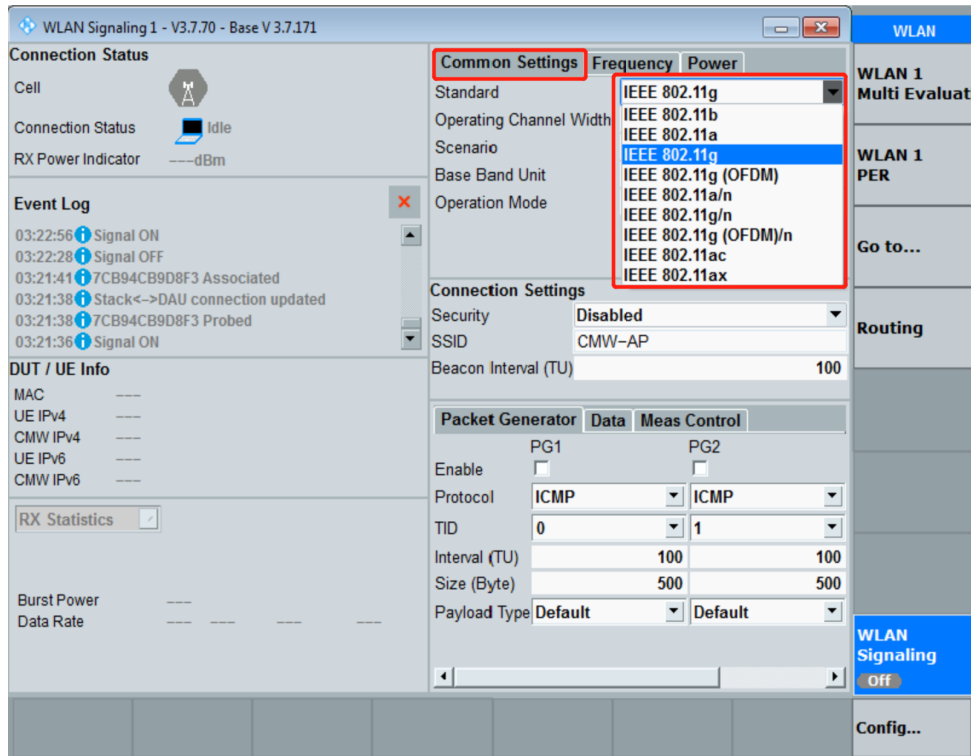 WLAN Signaling 1 - V3.7.70 - Base V 3.7.171
Connection Status
Cell
Connection Status Idle
RX Power Indicator ---dBm
Event Log
03:22:56 Signal ON
03:22:28 Signal OFF
03:21:41 7CB94CB9D8F3 Associated
03:21:38 Stack<->DAU connection updated
03:21:38 7CB94CB9D8F3 Probed
03:21:36 Signal ON
DUT / UE Info
MAC ---
UE IPv4 ---
CMW IPv4 ---
UE IPv6 ---
CMW IPv6 ---
RX Statistics
Burst Power ---
Data Rate --- --- --- ---
Common Settings Frequency Power
Standard IEEE 802.11g
Operating Channel Width IEEE 802.11b
IEEE 802.11a
Scenario IEEE 802.11g
Base Band Unit IEEE 802.11g (OFDM)
IEEE 802.11a/n
Operation Mode IEEE 802.11g/n
IEEE 802.11g (OFDM)/n
IEEE 802.11ac
IEEE 802.11ax
Connection Settings
Security Disabled
SSID CMW-AP
Beacon Interval (TU) 100
Packet Generator Data Meas Control
PG1 PG2
Enable
Protocol ICMP ICMP
TID 0 1
Interval (TU) 100 100
Size (Byte) 500 500
Payload Type Default Default
WLAN
WLAN 1
Multi Evaluat
WLAN 1
PER
Go to...
Routing
WLAN
Signaling
Off
Config...